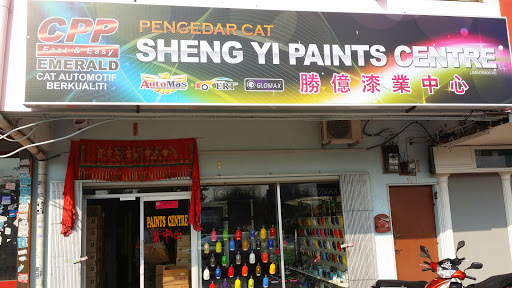 CPP
Fast & Easy
EMERALD
CAT AUTOMOTIF
BERKUALITI
PENGEDAR CAT
SHENG YI PAINTS CENTRE
AutoMas
GLOMAX
勝億漆業中心
PAINTS CENTRE